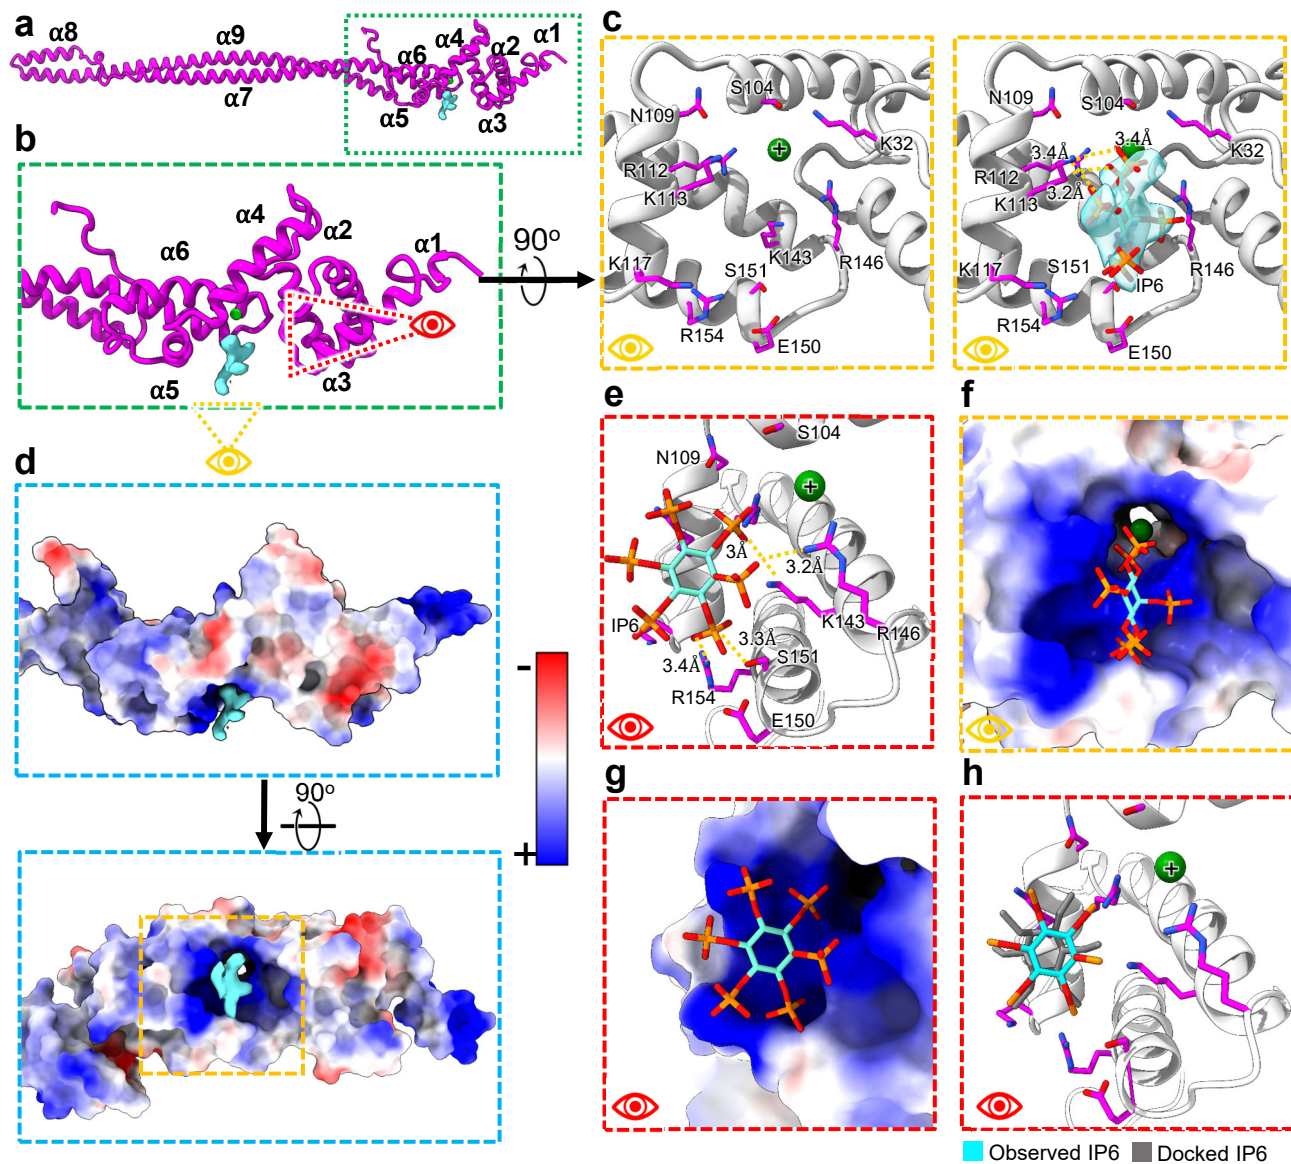 a
α8
α9
α7
α6
α4
α2
α1
α5
α3
b
α6
α4
α2
α1
α5
α3
90°
c
N109
S104
K32
R112
K113
K143
R146
K117
S151
R154
E150
+
N109
S104
K32
3.4Å
3.4Å
R112
K113
3.2Å
K117
S151
R146
IP6
R154
E150
d
-
+
90°
e
S104
N109
+
3Å
3.2Å
IP6
K143
R146
3.3Å
S151
3.4Å
R154
E150
f
g
h
+
Observed IP6
Docked IP6